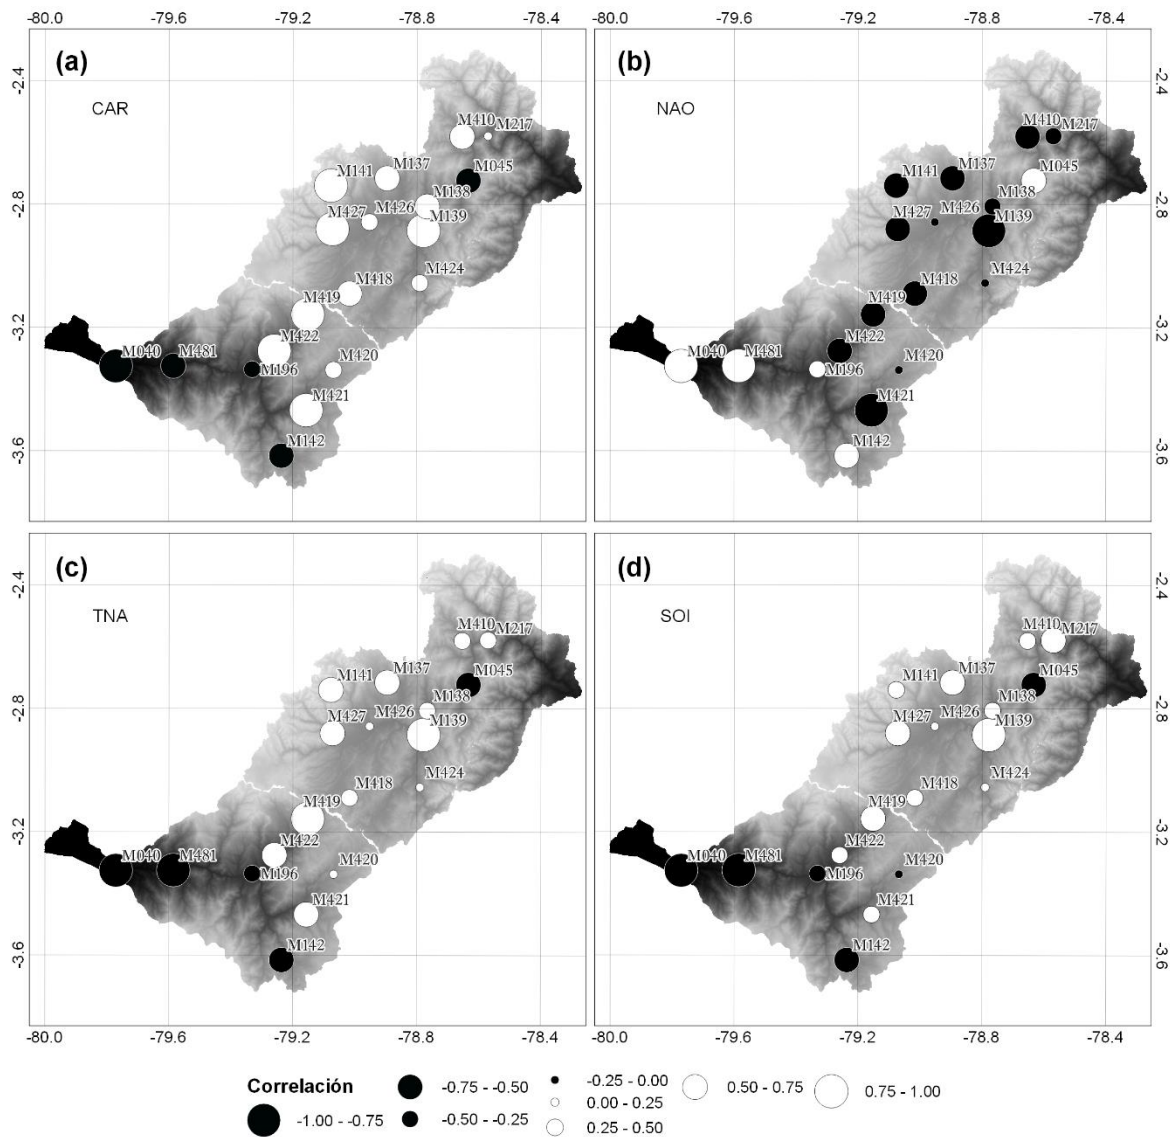 -80.0 -79.6 -79.2 -78.8 -78.4
-80.0 -79.6 -79.2 -78.8 -78.4
(a)
CAR
-2.4
-2.8
-3.2
-3.6
M410
M217
M141
M137
M045
M138
M427
M426
M139
M424
M418
M419
M422
M040
M481
M196
M420
M421
M142
(b)
NAO
-2.4
-2.8
-3.2
-3.6
M410
M217
M141
M137
M045
M138
M427
M426
M139
M424
M418
M419
M422
M040
M481
M196
M420
M421
M142
(c)
TNA
-2.4
-2.8
-3.2
-3.6
M410
M217
M141
M137
M045
M138
M427
M426
M139
M424
M418
M419
M422
M040
M481
M196
M420
M421
M142
(d)
SOI
-2.4
-2.8
-3.2
-3.6
M410
M217
M141
M137
M045
M138
M427
M426
M139
M424
M418
M419
M422
M040
M481
M196
M420
M421
M142
-80.0 -79.6 -79.2 -78.8 -78.4
-80.0 -79.6 -79.2 -78.8 -78.4
Correlación
-1.00 - -0.75
-0.75 - -0.50
-0.50 - -0.25
-0.25 - 0.00
0.00 - 0.25
0.25 - 0.50
0.50 - 0.75
0.75 - 1.00